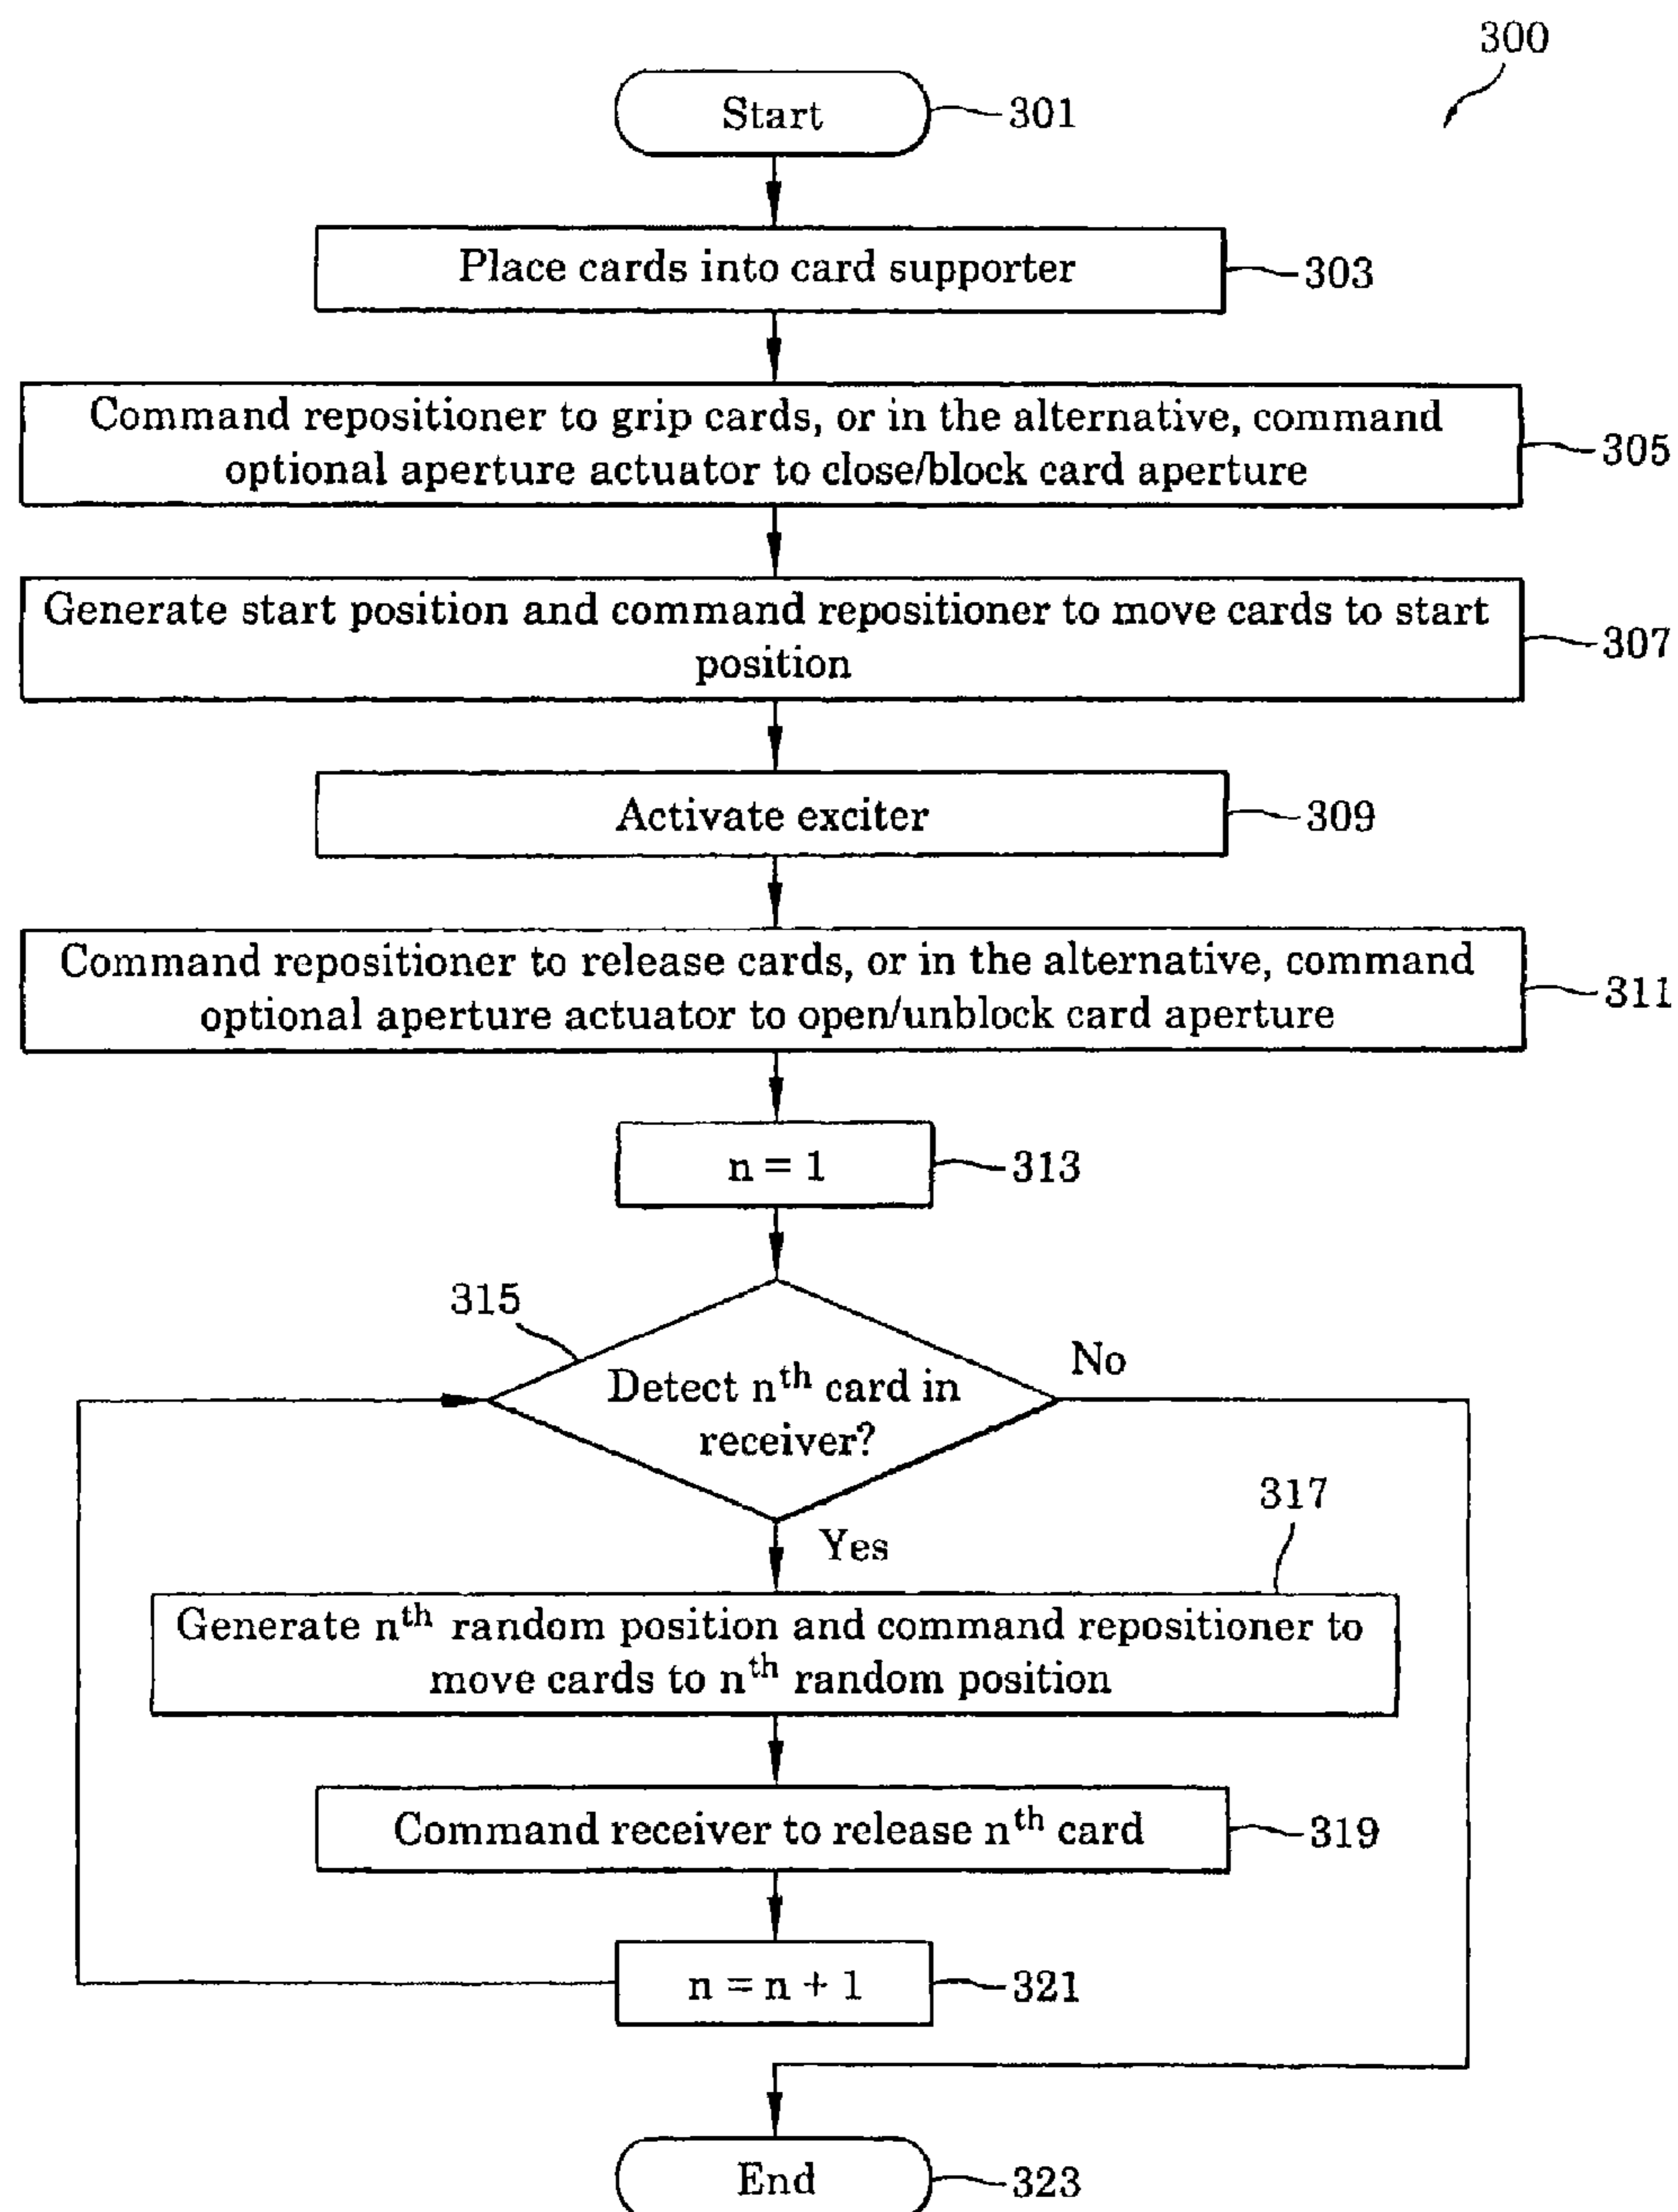 300
Start
301
Place cards into card supporter
303
Command repositioner to grip cards, or in the alternative, command
optional aperture actuator to close/block card aperture
305
Generate start position and command repositioner to move cards to start
position
307
Activate exciter
309
Command repositioner to release cards, or in the alternative, command
optional aperture actuator to open/unblock card aperture
311
n = 1
313
315
Detect nth card in
receiver?
No
Yes
317
Generate nth random position and command repositioner to
move cards to nth random position
Command receiver to release nth card
319
n = n + 1
321
End
323